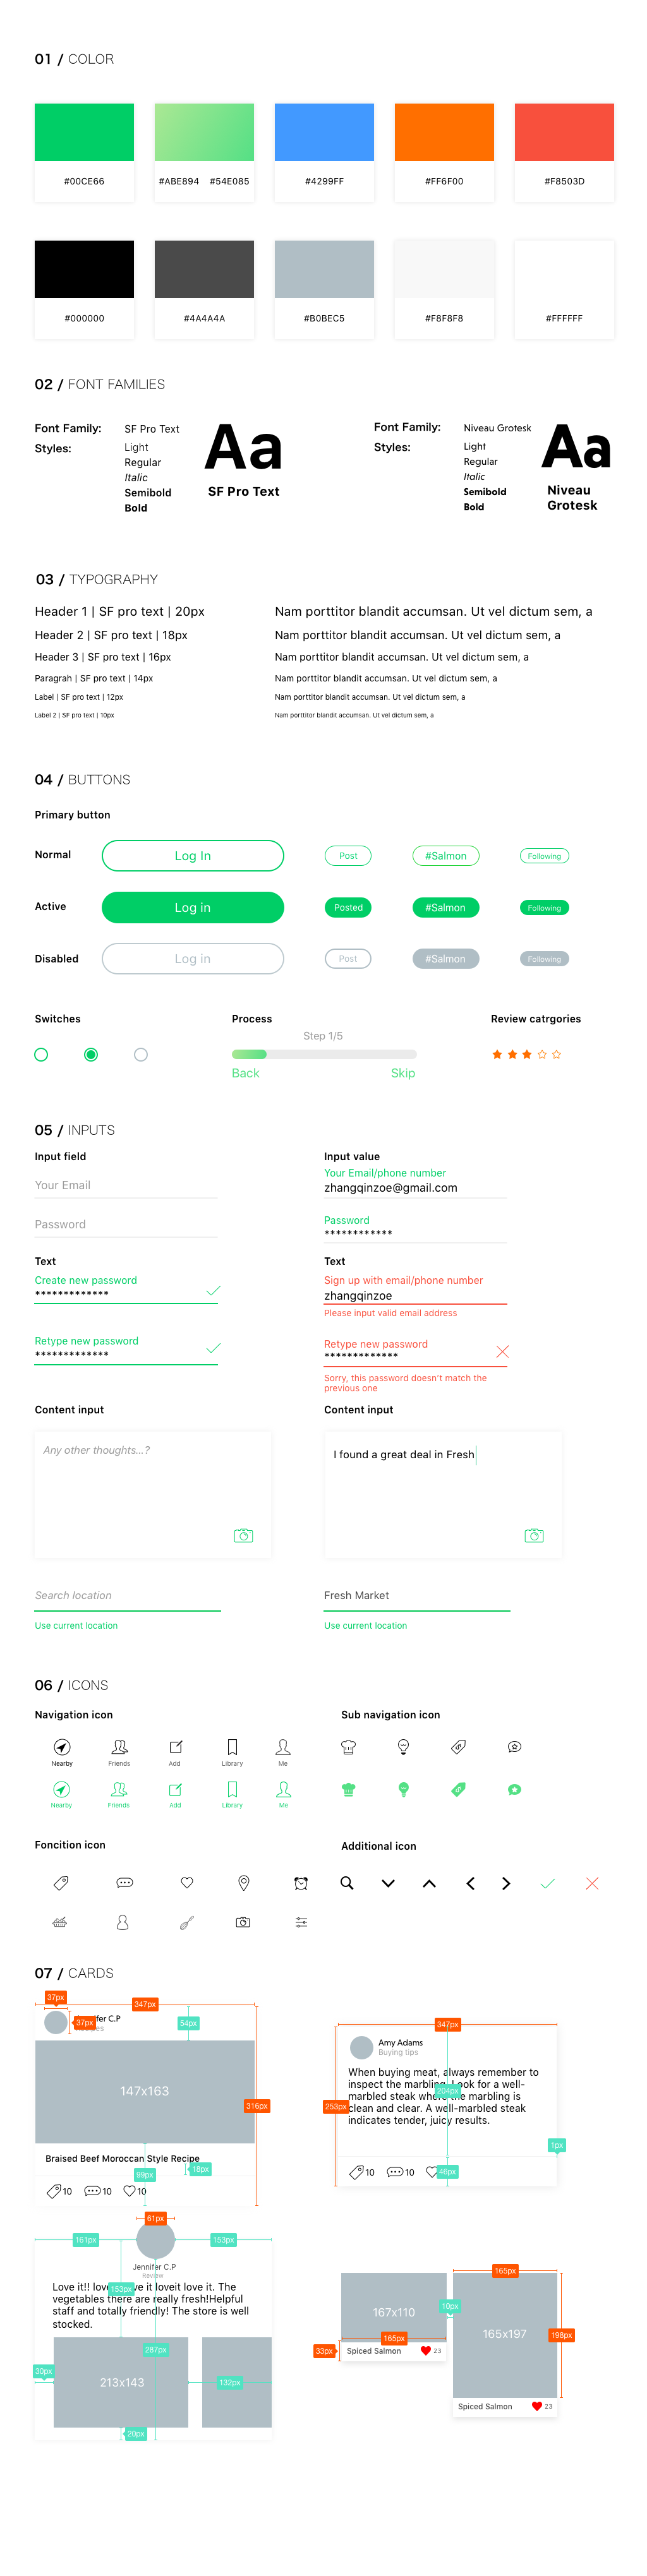 01 / COLOR
#00CE66
#ABE894 #54E085
#4299FF
#FF6F00
#F8503D
#000000
#4A4A4A
#B0BEC5
#F8F8F8
#FFFFFF
02 / FONT FAMILIES
Font Family: SF Pro Text
Styles: Light
Regular
Italic
Semibold
Bold
Aa
SF Pro Text
Font Family: Niveau Grotesk
Styles: Light
Regular
Italic
Semibold
Bold
Aa
Niveau
Grotesk
03 / TYPOGRAPHY
Header 1 | SF pro text | 20px
Nam porttitor blandit accumsan. Ut vel dictum sem, a
Header 2 | SF pro text | 18px
Nam porttitor blandit accumsan. Ut vel dictum sem, a
Header 3 | SF pro text | 16px
Nam porttitor blandit accumsan. Ut vel dictum sem, a
Paragrah | SF pro text | 14px
Nam porttitor blandit accumsan. Ut vel dictum sem, a
Label | SF pro text | 12px
Nam porttitor blandit accumsan. Ut vel dictum sem, a
Label 2 | SF pro text | 10px
Nam porttitor blandit accumsan. Ut vel dictum sem, a
04 / BUTTONS
Primary button
Normal Log In Post #Salmon Following
Active Log in Posted #Salmon Following
Disabled Log in Post #Salmon Following
Switches
Process
Step 1/5
Back Skip
Review catrgories
05 / INPUTS
Input field
Your Email
Password
Input value
Your Email/phone number
zhangqinzoe@gmail.com
Password
************
Text
Create new password
*************
Retype new password
*************
Text
Sign up with email/phone number
zhangqinzoe
Please input valid email address
Retype new password
*************
Sorry, this password doesn't match the
previous one
Content input
Any other thoughts...?
Content input
I found a great deal in Fresh
Search location
Use current location
Fresh Market
Use current location
06 / ICONS
Navigation icon
Nearby Friends Add Library Me
Nearby Friends Add Library Me
Sub navigation icon
Foncition icon
Additional icon
07 / CARDS
37px
347px
37px
fer C.P
54px
147x163
316px
Braised Beef Moroccan Style Recipe
99px
18px
10 10 10
347px
Amy Adams
Buying tips
When buying meat, always remember to
inspect the marbling. Look for a well-
marbled steak where the marbling is
clean and clear. A well-marbled steak
indicates tender, juicy results.
204px
253px
1px
10 10 46px
61px
161px 153px
Jennifer C.P
Review
Love it!! love love it loveit love it. The
vegetables there are really fresh!Helpful
staff and totally friendly! The store is well
stocked.
153px
287px
30px
213x143
132px
20px
167x110
165px
33px
Spiced Salmon 23
10px
165px
165x197
198px
Spiced Salmon 23